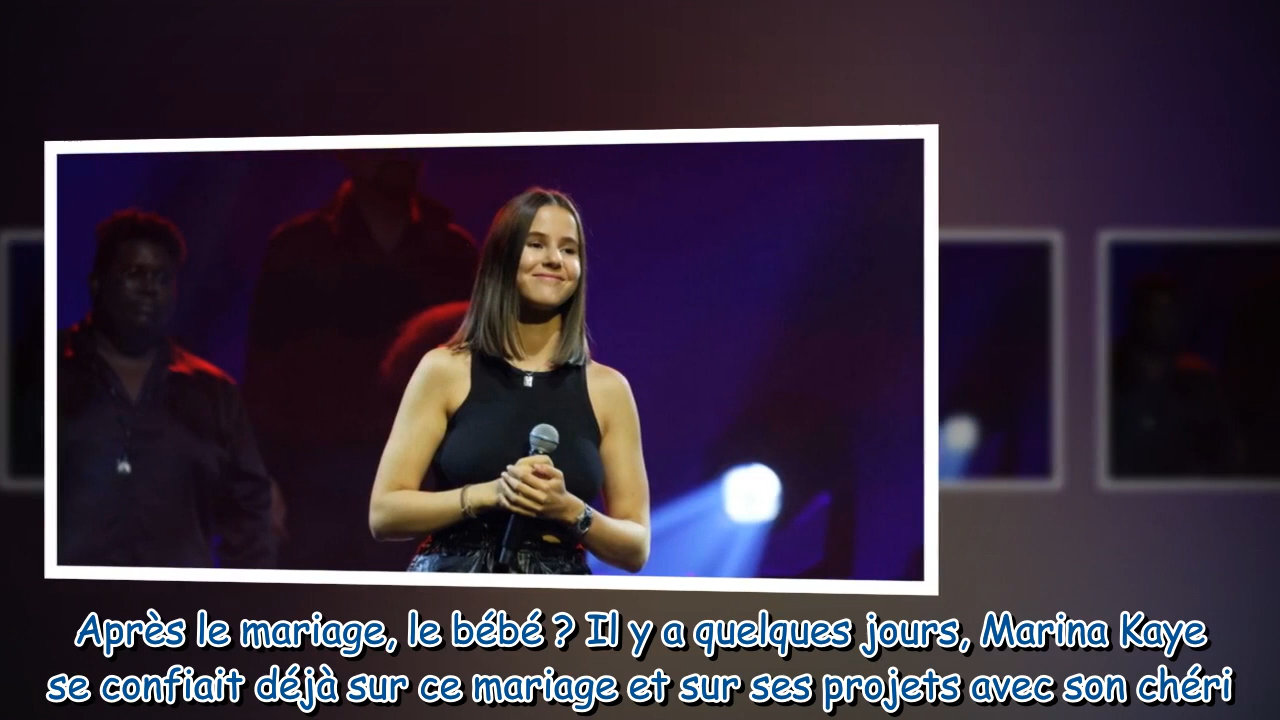 Après le mariage, le bébé ? Il y a quelques jours, Marina Kaye
se confiait déjà sur ce mariage et sur ses projets avec son chéri